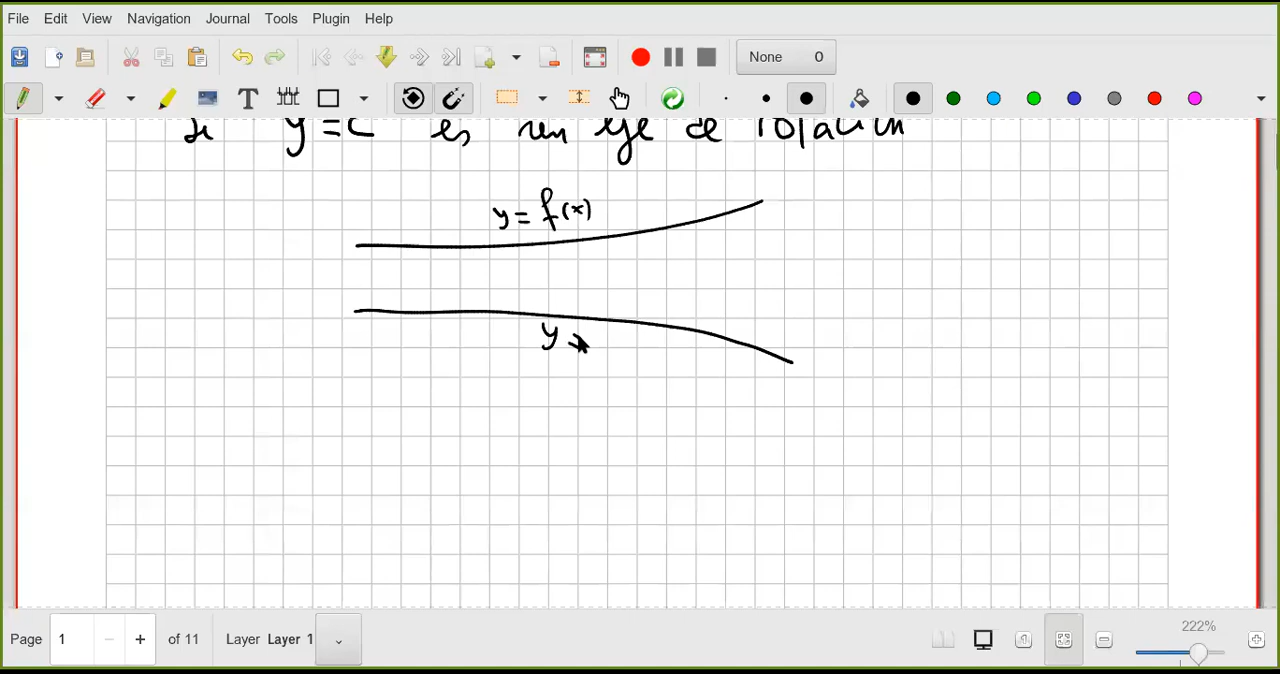 File Edit View Navigation Journal Tools Plugin Help
None 0
T
si y=c es un eje de rotación
y = f(x)
y =
Page 1 of 11 Layer Layer 1 222%